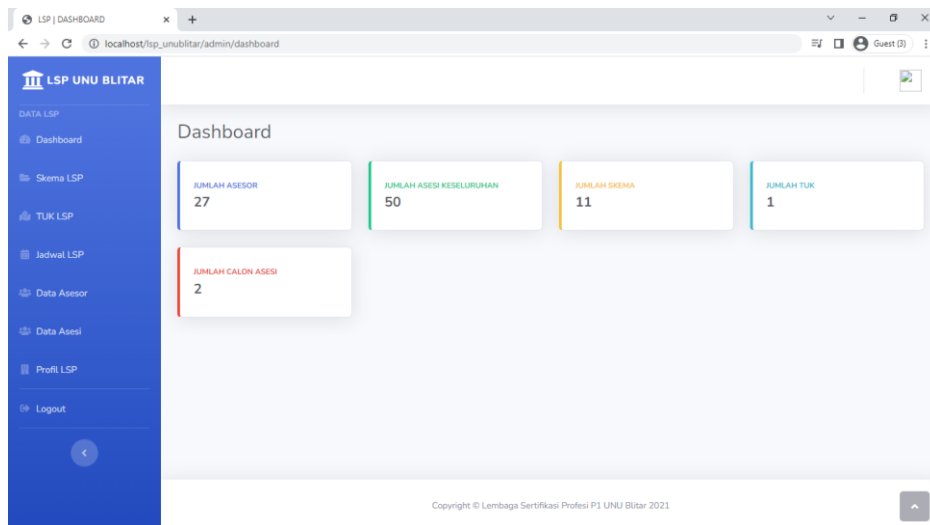 LSP | DASHBOARD
localhost/lsp_unublitar/admin/dashboard
Guest (3)
LSP UNU BLITAR
DATA LSP
Dashboard
Skema LSP
TUK LSP
Jadwal LSP
Data Asesor
Data Asesi
Profil LSP
Logout
Dashboard
JUMLAH ASESOR
27
JUMLAH ASESI KESELURUHAN
50
JUMLAH SKEMA
11
JUMLAH TUK
1
JUMLAH CALON ASESI
2
Copyright © Lembaga Sertifikasi Profesi P1 UNU Blitar 2021